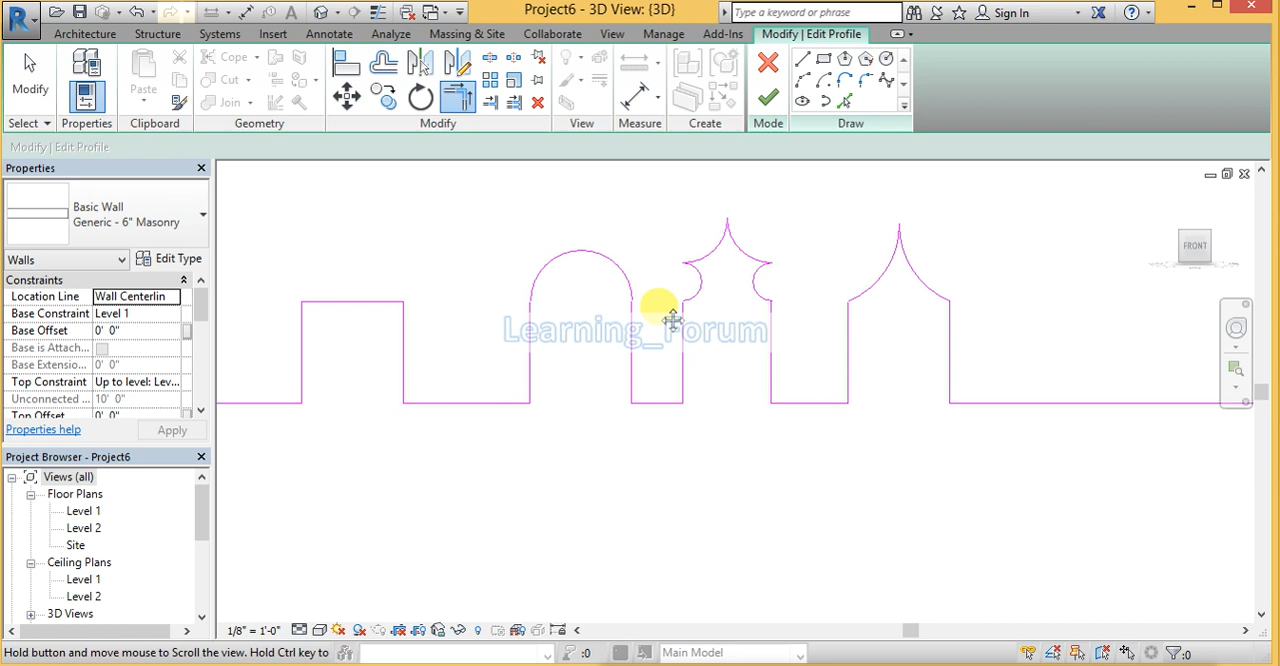 Project6 - 3D View: {3D}
Type a keyword or phrase
Sign In
Architecture Structure Systems Insert Annotate Analyze Massing & Site Collaborate View Manage Add-Ins Modify | Edit Profile
Modify
Paste
Cope
Cut
Join
Select Properties Clipboard Geometry Modify View Measure Create Mode Draw
Modify | Edit Profile
Properties
Basic Wall
Generic - 6" Masonry
Walls
Edit Type
Constraints
Location Line Wall Centerlin
Base Constraint Level 1
Base Offset 0' 0"
Base is Attach...
Base Extensio... 0' 0"
Top Constraint Up to level: Lev...
Unconnected ... 10' 0"
Top Offset 0' 0"
Properties help
Apply
FRONT
Learning_Forum
Project Browser - Project6
Views (all)
Floor Plans
Level 1
Level 2
Site
Ceiling Plans
Level 1
Level 2
3D Views
1/8" = 1'-0"
Hold button and move mouse to Scroll the view. Hold Ctrl key to
:0
Main Model
:0